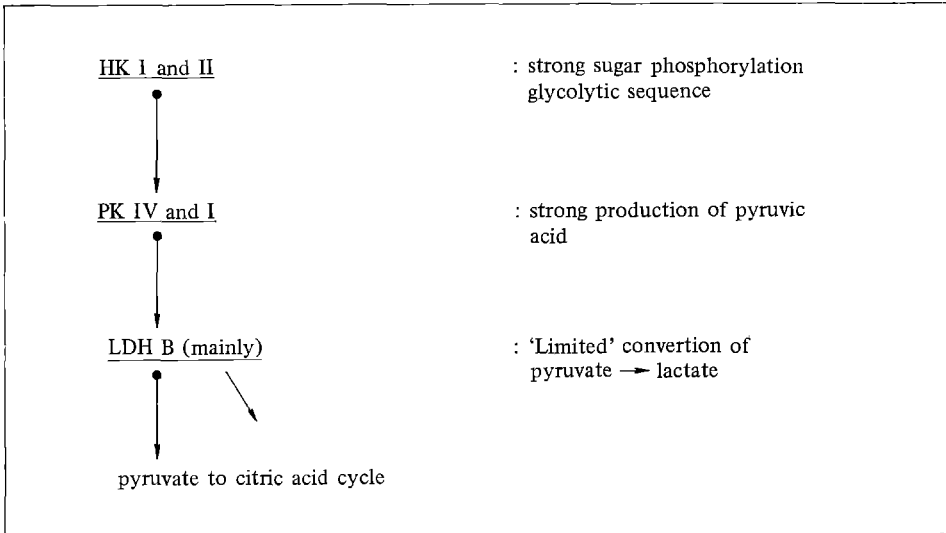 HK I and II
: strong sugar phosphorylation
glycolytic sequence
PK IV and I
: strong production of pyruvic
acid
LDH B (mainly)
: 'Limited' convertion of
pyruvate → lactate
pyruvate to citric acid cycle